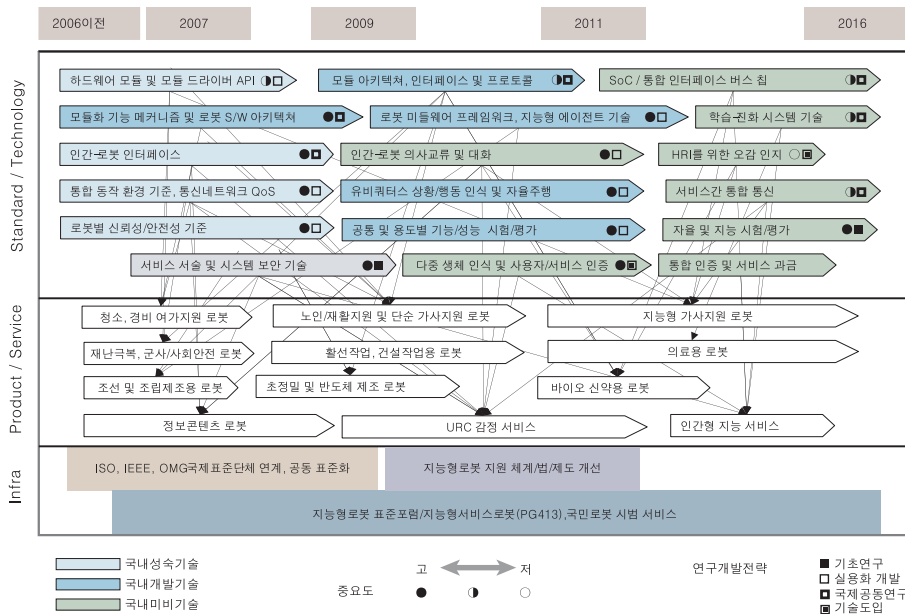 2006이전 2007 2009 2011 2016
Standard / Technology
하드웨어 모듈 및 모듈 드라이버 API
모듈 아키텍쳐, 인터페이스 및 프로토콜
SoC / 통합 인터페이스 버스 칩
모듈화 기능 메커니즘 및 로봇 S/W 아키텍쳐
로봇 미들웨어 프레임워크, 지능형 에이전트 기술
학습-진화 시스템 기술
인간-로봇 인터페이스
인간-로봇 의사교류 및 대화
HRI를 위한 오감 인지
통합 동작 환경 기준, 통신네트워크 QoS
유비쿼터스 상황/행동 인식 및 자율주행
서비스간 통합 통신
로봇별 신뢰성/안전성 기준
공통 및 용도별 기능/성능 시험/평가
자율 및 지능 시험/평가
서비스 서술 및 시스템 보안 기술
다중 생체 인식 및 사용자/서비스 인증
통합 인증 및 서비스 과금
Product / Service
청소, 경비 여가지원 로봇
노인/재활지원 및 단순 가사지원 로봇
지능형 가사지원 로봇
재난극복, 군사/사회안전 로봇
활선작업, 건설작업용 로봇
의료용 로봇
조선 및 조립제조용 로봇
초정밀 및 반도체 제조 로봇
바이오 신약용 로봇
정보콘텐츠 로봇
URC 감정 서비스
인간형 지능 서비스
Infra
ISO, IEEE, OMG국제표준단체 연계, 공동 표준화
지능형로봇 지원 체계/법/제도 개선
지능형로봇 표준포럼/지능형서비스로봇(PG413),국민로봇 시범 서비스
국내성숙기술
국내개발기술
국내미비기술
고 저
중요도
연구개발전략
기초연구
실용화 개발
국제공동연구
기술도입